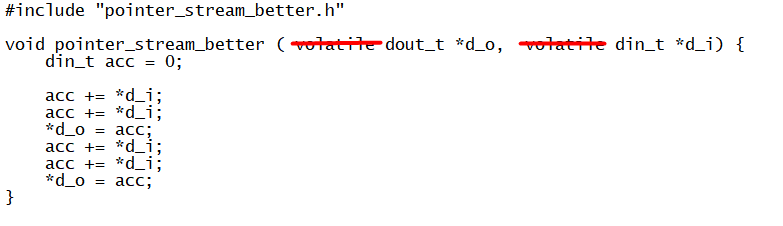 #include "pointer_stream_better.h"
void pointer_stream_better ( volatile dout_t *d_o, volatile din_t *d_i) {
din_t acc = 0;
acc += *d_i;
acc += *d_i;
*d_o = acc;
acc += *d_i;
acc += *d_i;
*d_o = acc;
}